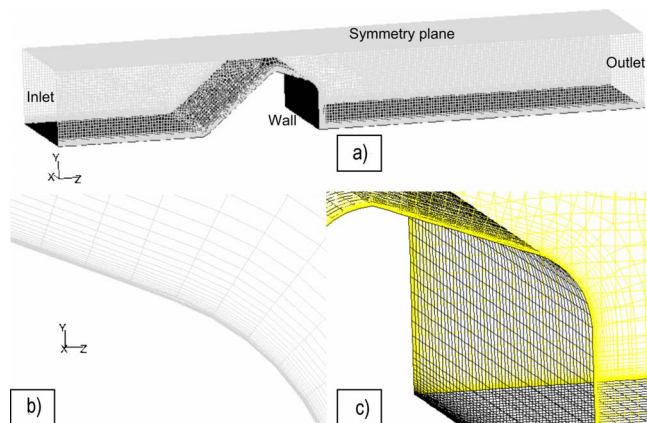 Symmetry plane
Outlet
Inlet
Wall
a)
Y
X Z
Y
X Z
b)
c)